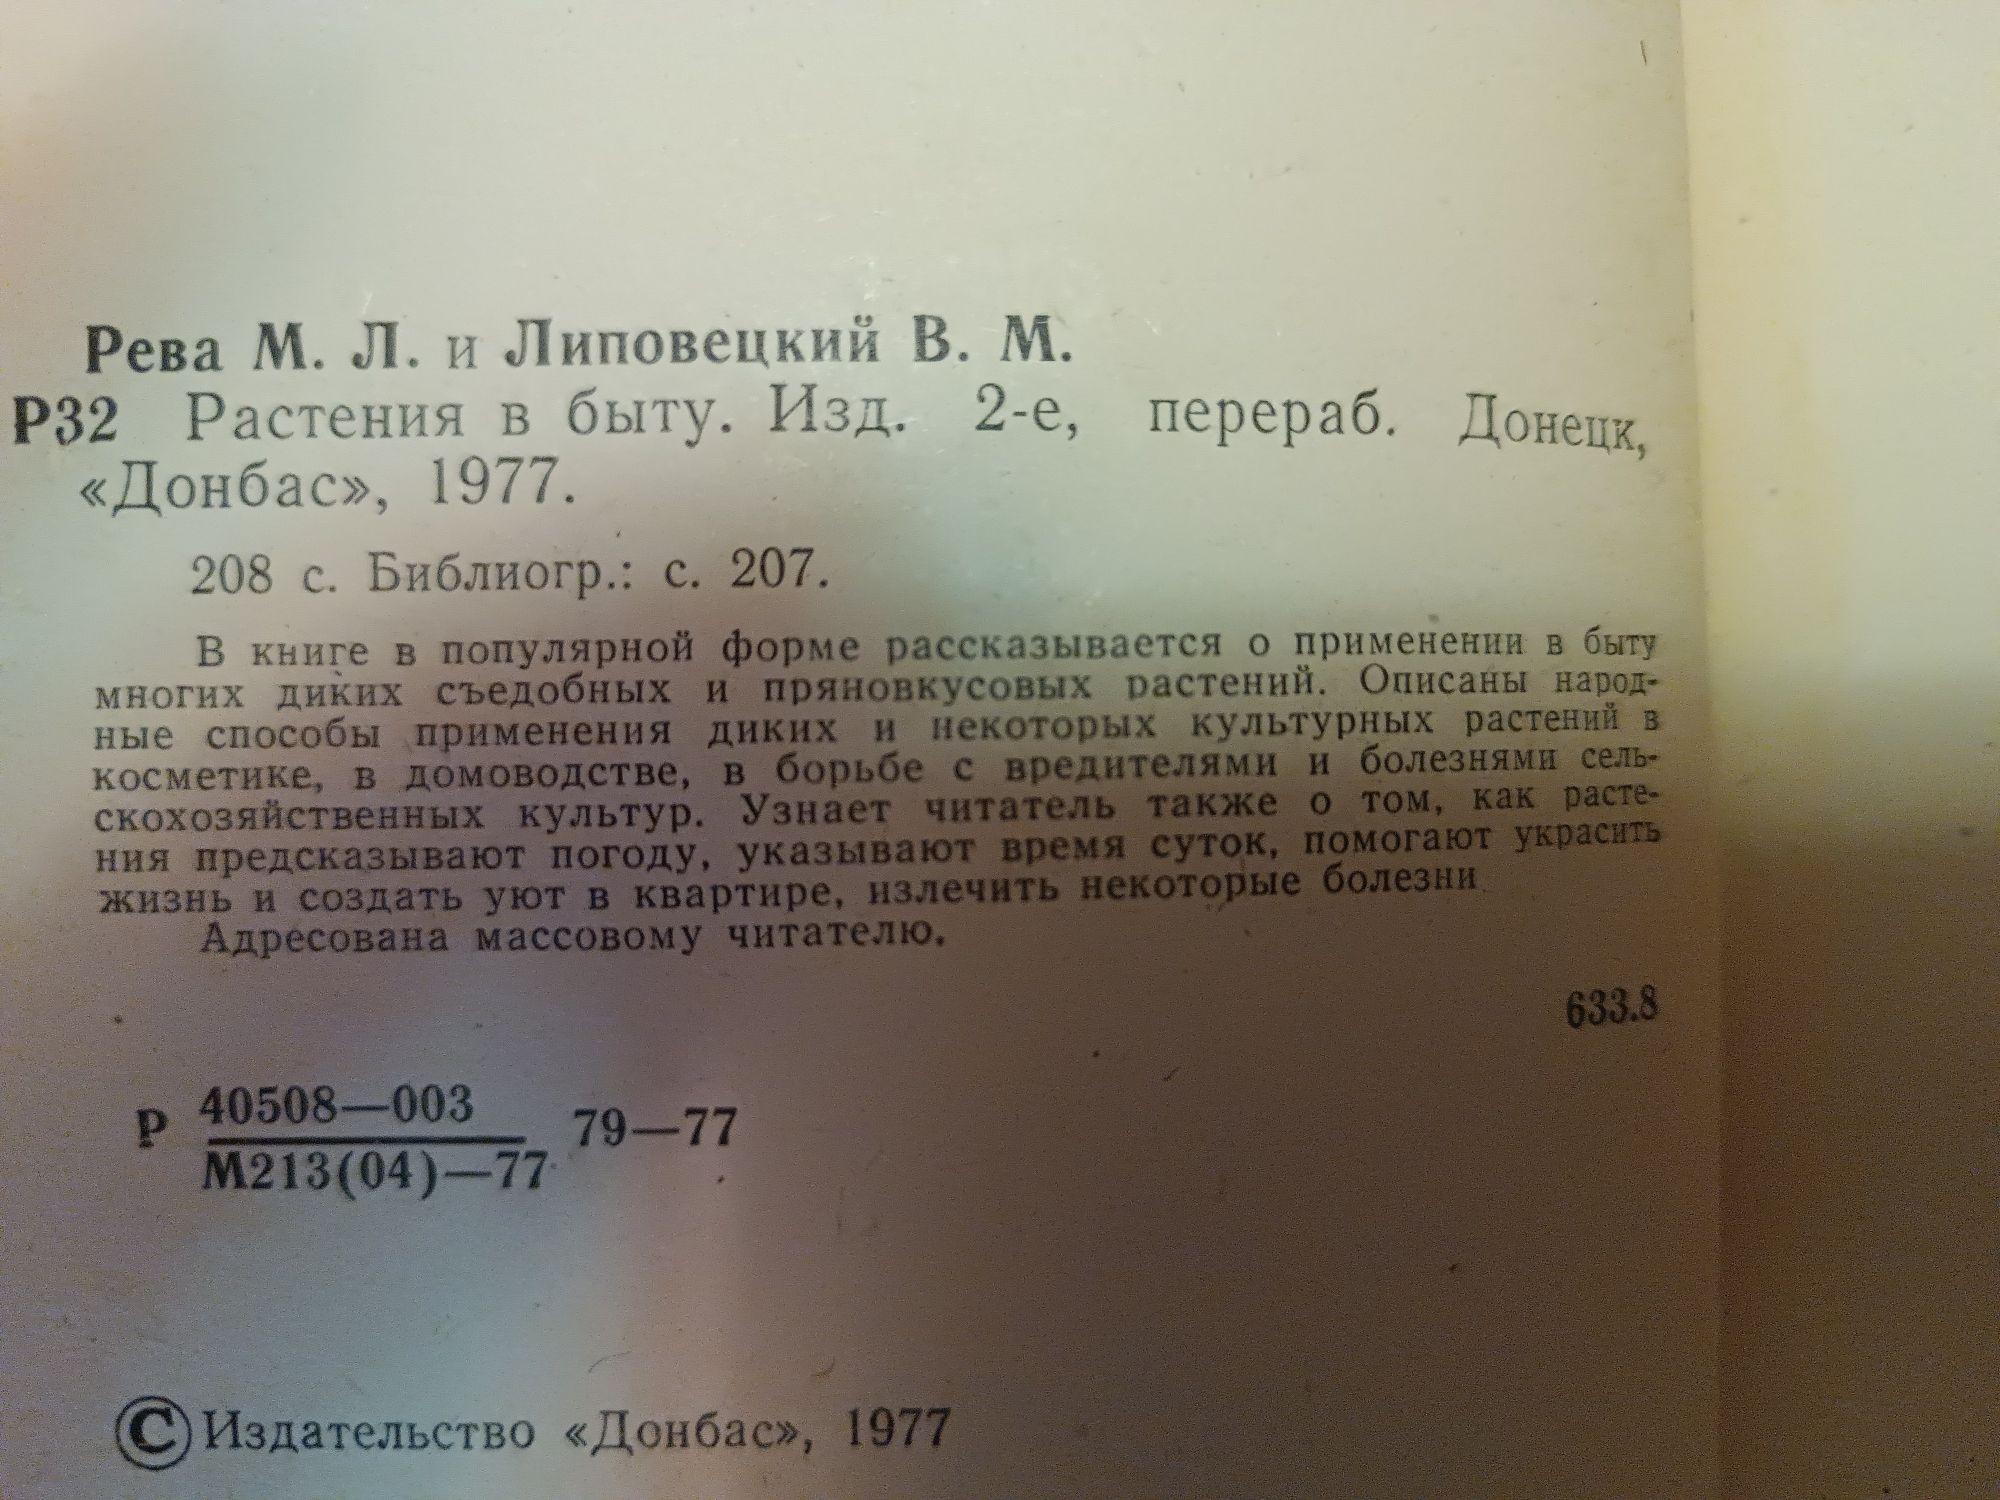 Рева М. Л. и Липовецкий В. М.
Р32 Растения в быту. Изд. 2-е, перераб. Донецк,
«Донбас», 1977.
208 с. Библиогр.: с. 207.
В книге в популярной форме рассказывается о применении в быту
многих диких съедобных и пряновкусовых растений. Описаны народ-
ные способы применения диких и некоторых культурных растений в
косметике, в домоводстве, в борьбе с вредителями и болезнями сель-
скохозяйственных культур. Узнает читатель также о том, как расте-
ния предсказывают погоду, указывают время суток, помогают украсить
жизнь и создать уют в квартире, излечить некоторые болезни.
Адресована массовому читателю.
633.8
40508—003
Р 79—77
М213(04)—77
© Издательство «Донбас», 1977